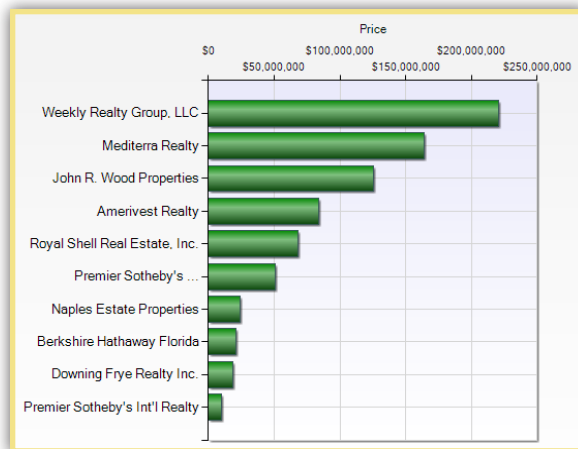 Price
$0 $100,000,000 $200,000,000
$50,000,000 $150,000,000 $250,000,000
Weekly Realty Group, LLC
Mediterra Realty
John R. Wood Properties
Amerivest Realty
Royal Shell Real Estate, Inc.
Premier Sotheby's ...
Naples Estate Properties
Berkshire Hathaway Florida
Downing Frye Realty Inc.
Premier Sotheby's Int'l Realty